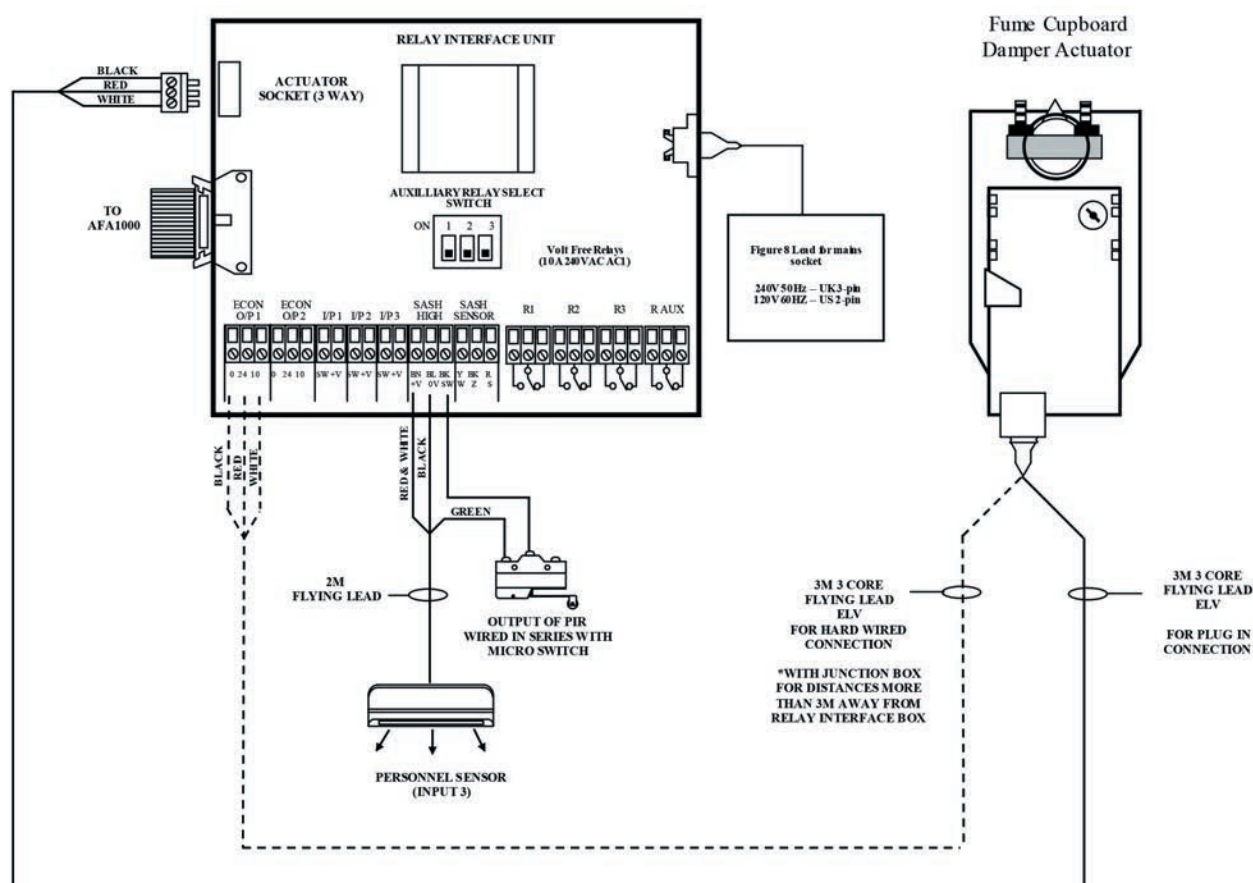 Fume Cupboard
Damper Actuator
RELAY INTERFACE UNIT
BLACK
RED
WHITE
ACTUATOR
SOCKET (3 WAY)
TO
AFA1000
AUXILLIARY RELAY SELECT
SWITCH
ON 1 2 3
Volt Free Relays
(10A 240VAC AC1)
Figure 8 Lead for mains
socket
240V 50Hz – UK 3-pin
120V 60HZ – US 2-pin
ECON
O/P 1
ECON
O/P 2
I/P 1
I/P 2
I/P 3
SASH
HIGH
SASH
SENSOR
R1
R2
R3
R AUX
0 24 10
0 24 10
SW +V
SW +V
SW +V
BN BL BK
+V 0V SW
Y BK R
W Z S
BLACK
RED
WHITE
RED & WHITE
BLACK
GREEN
2M
FLYING LEAD
OUTPUT OF PIR
WIRED IN SERIES WITH
MICRO SWITCH
PERSONNEL SENSOR
(INPUT 3)
3M 3 CORE
FLYING LEAD
ELV
FOR HARD WIRED
CONNECTION
*WITH JUNCTION BOX
FOR DISTANCES MORE
THAN 3M AWAY FROM
RELAY INTERFACE BOX
3M 3 CORE
FLYING LEAD
ELV
FOR PLUG IN
CONNECTION